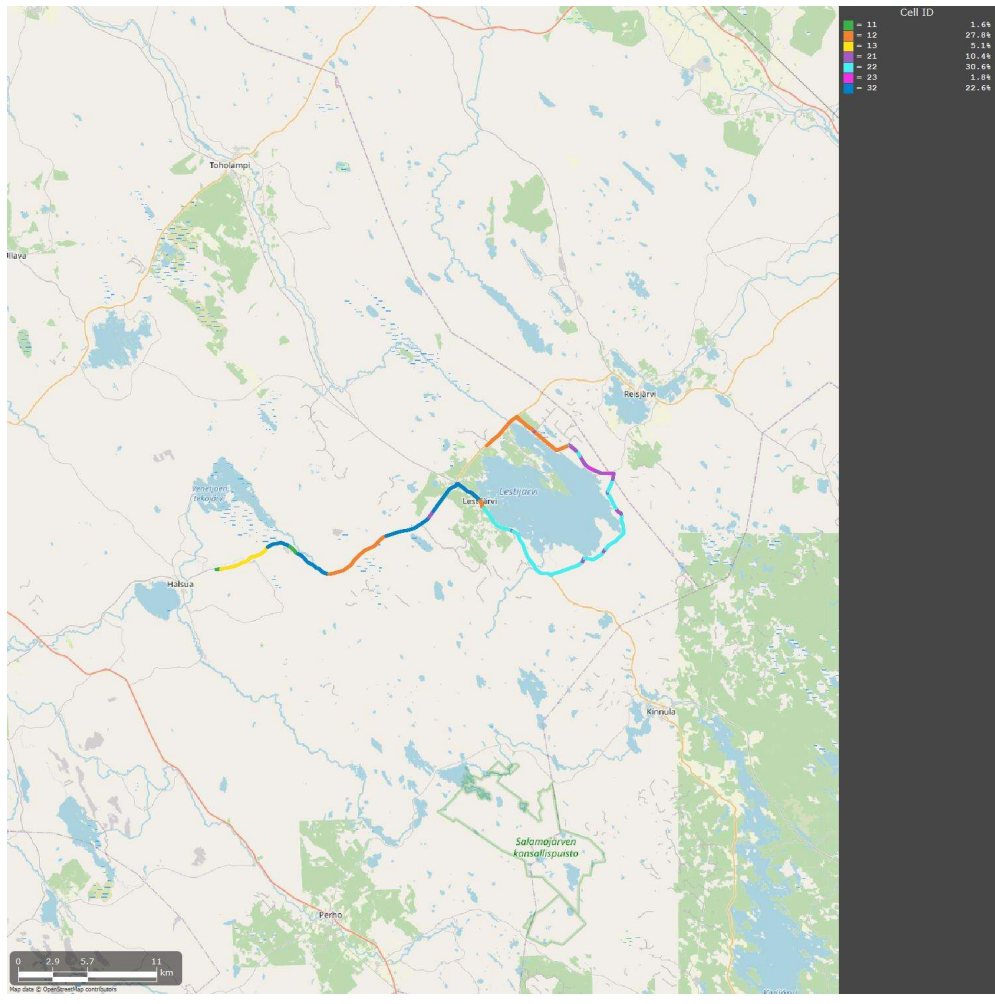 Cell ID
= 11 1.6%
= 12 27.8%
= 13 5.1%
= 21 10.4%
= 22 30.6%
= 23 1.8%
= 32 22.6%
Toholampi
Reisjärvi
Lestijärvi
Lestijärvi
Halsua
Kinnula
Salamajärven
kansallispuisto
Perho
0 2.9 5.7 11
km
Map data © OpenStreetMap contributors